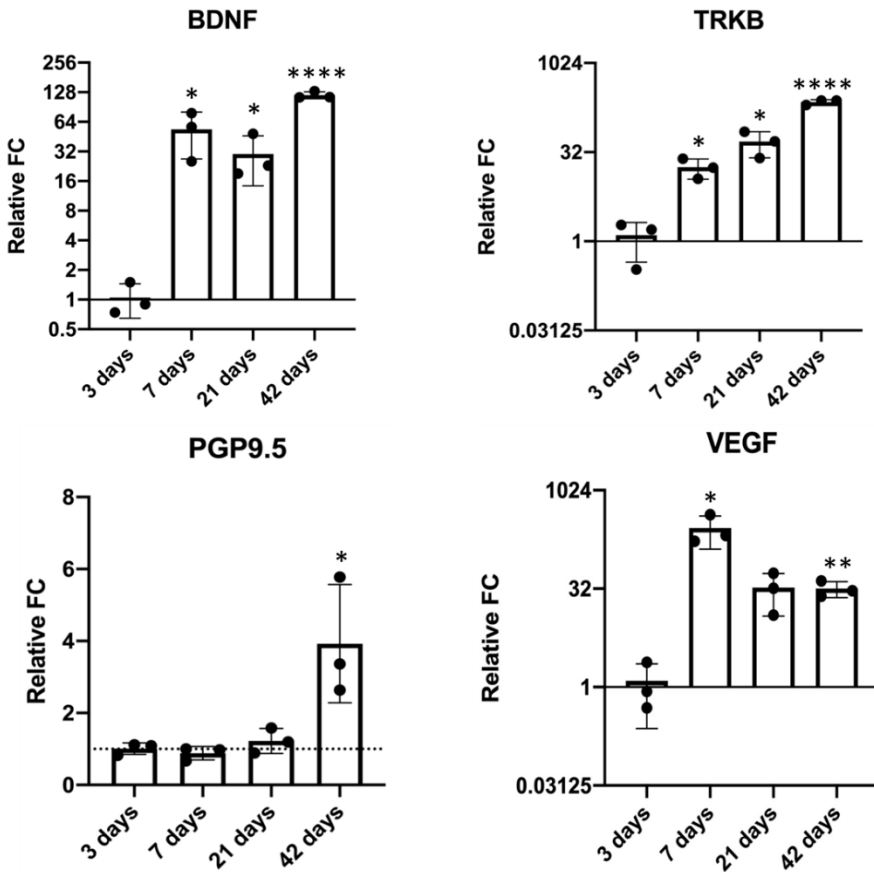 BDNF
Relative FC
256
128
64
32
16
8
4
2
1
0.5
*
*
****
3 days
7 days
21 days
42 days
TRKB
Relative FC
1024
32
1
0.03125
*
*
****
3 days
7 days
21 days
42 days
PGP9.5
Relative FC
8
6
4
2
0
*
3 days
7 days
21 days
42 days
VEGF
Relative FC
1024
32
1
0.03125
*
**
3 days
7 days
21 days
42 days